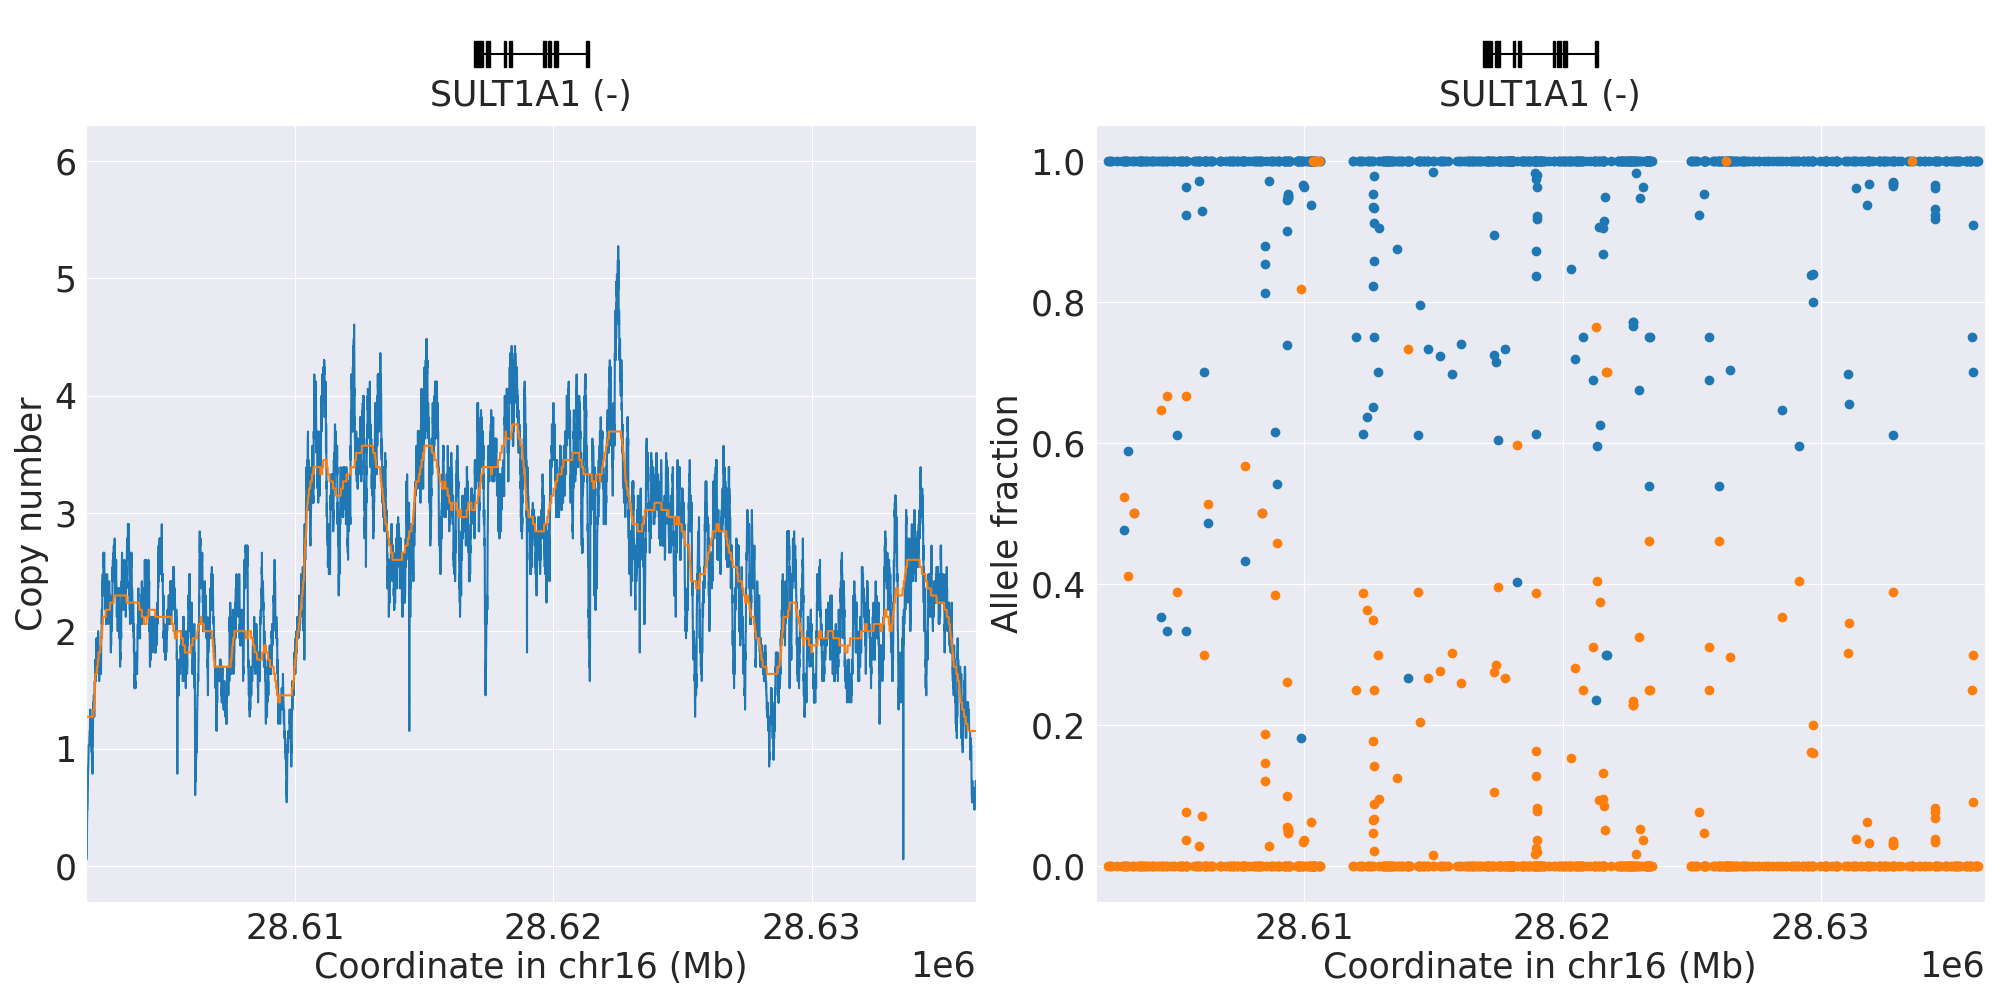 SULT1A1 (-)
Copy number
6
5
4
3
2
1
0
28.61
28.62
28.63
Coordinate in chr16 (Mb)
1e6
SULT1A1 (-)
Allele fraction
1.0
0.8
0.6
0.4
0.2
0.0
28.61
28.62
28.63
Coordinate in chr16 (Mb)
1e6